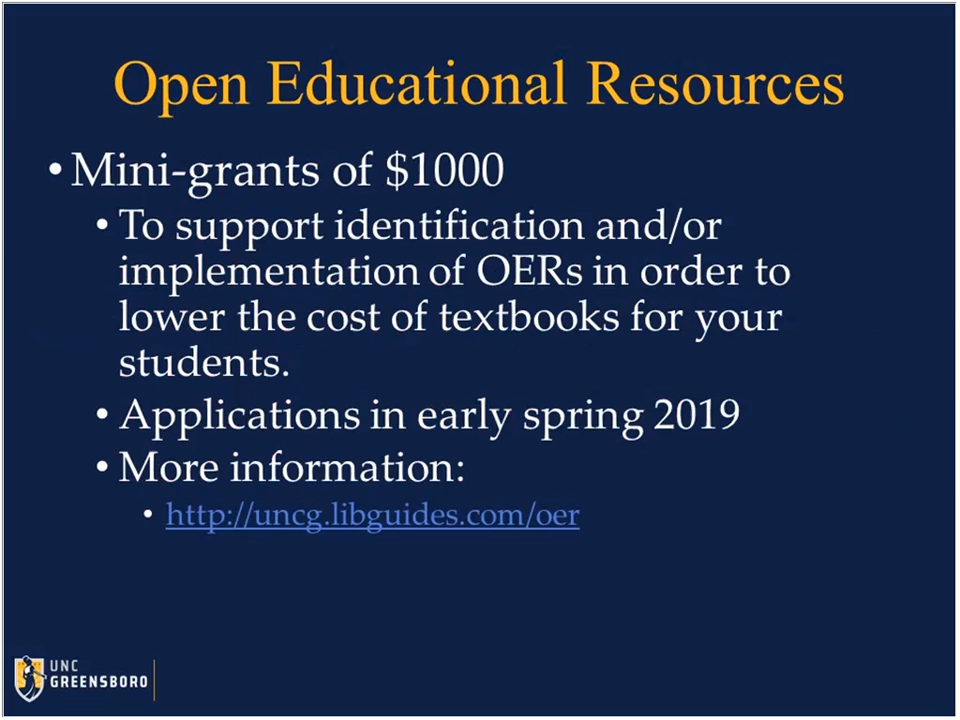 Open Educational Resources
• Mini-grants of $1000
• To support identification and/or
implementation of OERs in order to
lower the cost of textbooks for your
students.
• Applications in early spring 2019
• More information:
• http://uncg.libguides.com/oer
UNC
GREENSBORO